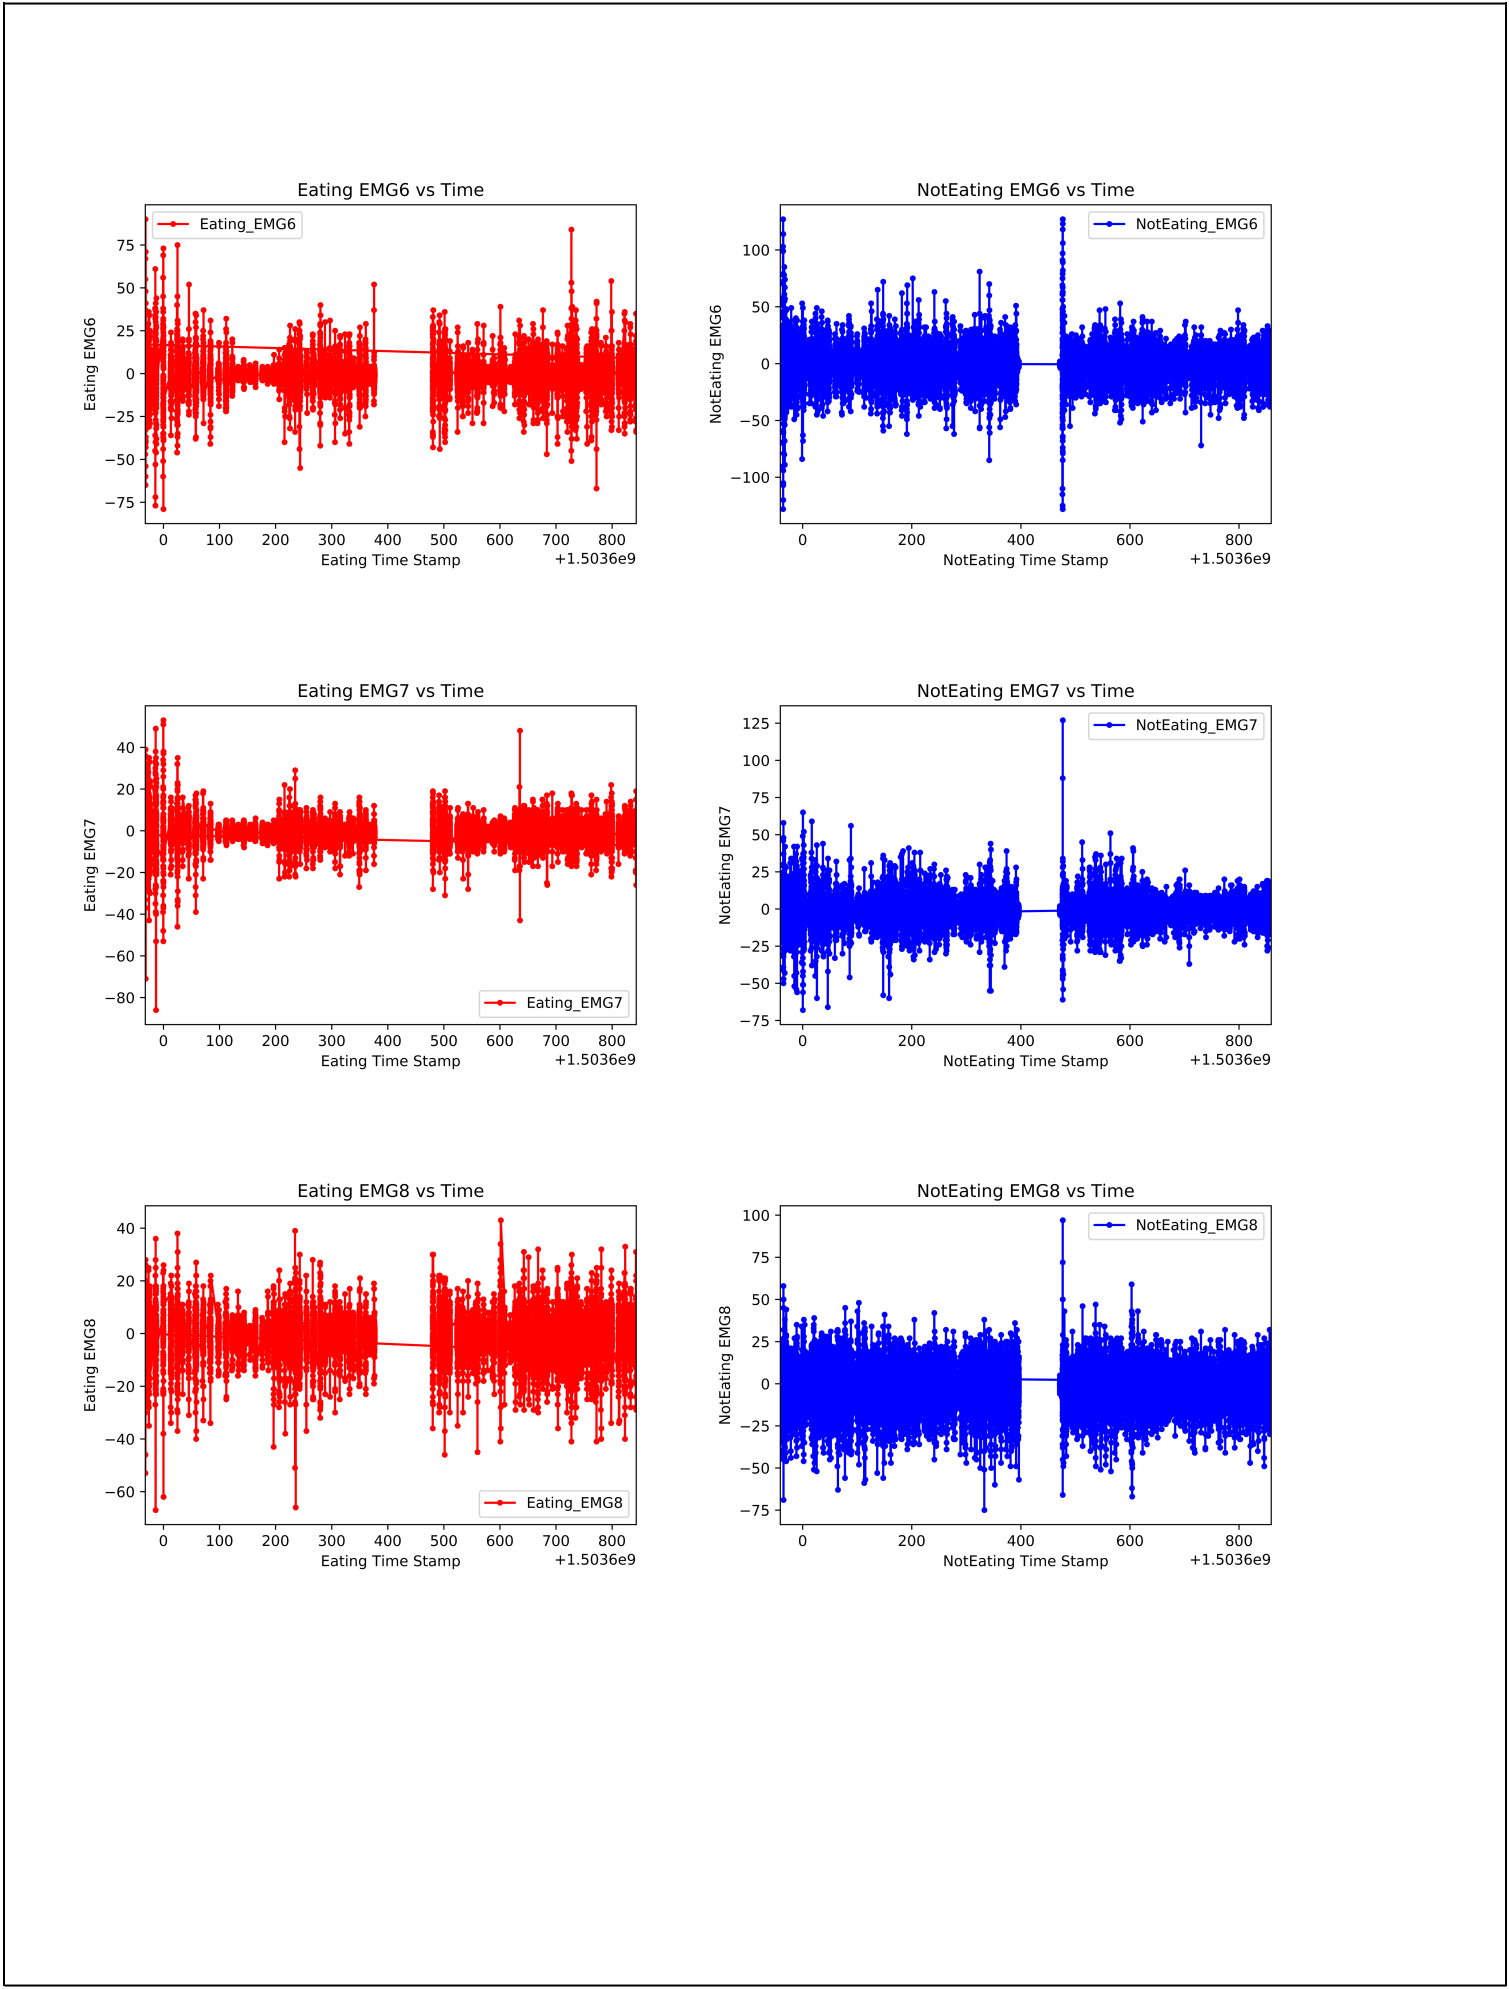 Eating EMG6 vs Time
Eating_EMG6
Eating EMG6
75
50
25
0
−25
−50
−75
0 100 200 300 400 500 600 700 800
Eating Time Stamp
+1.5036e9
NotEating EMG6 vs Time
NotEating_EMG6
NotEating EMG6
100
50
0
−50
−100
0 200 400 600 800
NotEating Time Stamp
+1.5036e9
Eating EMG7 vs Time
Eating_EMG7
Eating EMG7
40
20
0
−20
−40
−60
−80
0 100 200 300 400 500 600 700 800
Eating Time Stamp
+1.5036e9
NotEating EMG7 vs Time
NotEating_EMG7
NotEating EMG7
125
100
75
50
25
0
−25
−50
−75
0 200 400 600 800
NotEating Time Stamp
+1.5036e9
Eating EMG8 vs Time
Eating_EMG8
Eating EMG8
40
20
0
−20
−40
−60
0 100 200 300 400 500 600 700 800
Eating Time Stamp
+1.5036e9
NotEating EMG8 vs Time
NotEating_EMG8
NotEating EMG8
100
75
50
25
0
−25
−50
−75
0 200 400 600 800
NotEating Time Stamp
+1.5036e9